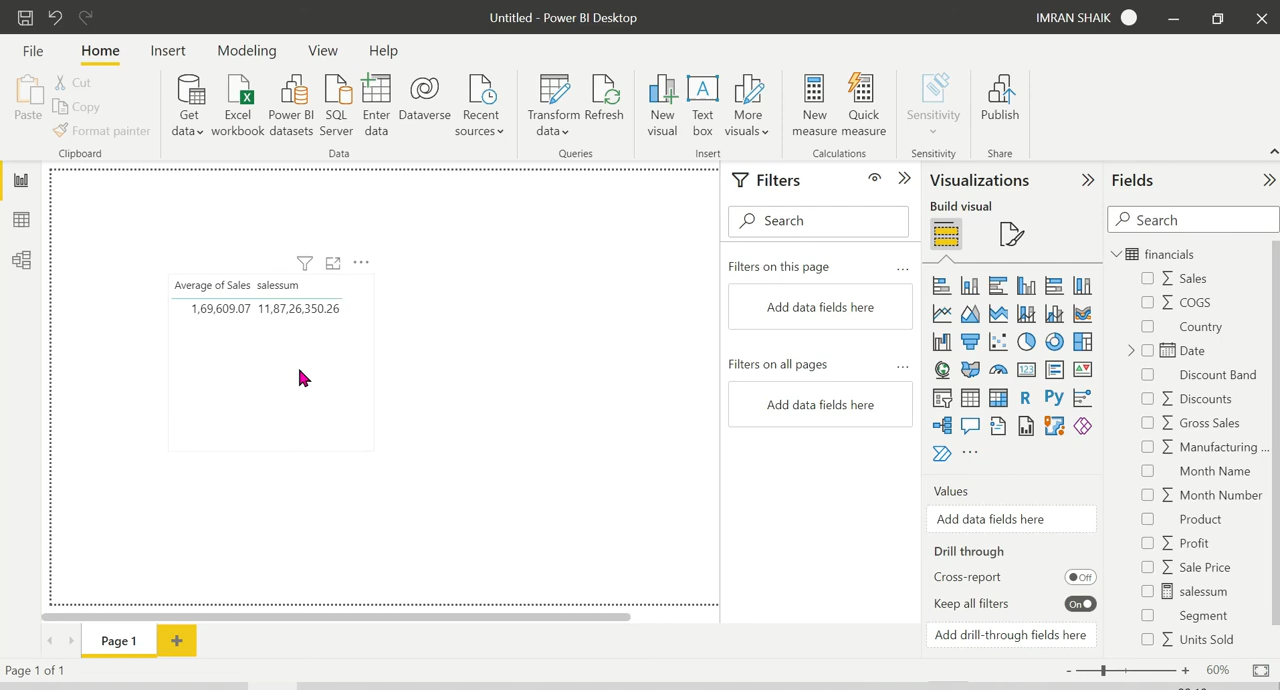 Untitled - Power BI Desktop
IMRAN SHAIK
File Home Insert Modeling View Help
Paste
Cut
Copy
Format painter
Clipboard
Get data
Excel workbook
Power BI datasets
SQL Server
Enter data
Dataverse
Recent sources
Data
Transform data
Refresh
Queries
New visual
Text box
More visuals
Insert
New measure
Quick measure
Calculations
Sensitivity
Sensitivity
Publish
Share
Average of Sales salessum
1,69,609.07 11,87,26,350.26
Filters
Search
Filters on this page
Add data fields here
Filters on all pages
Add data fields here
Visualizations
Build visual
123
R
Py
Values
Add data fields here
Drill through
Cross-report
Off
Keep all filters
On
Add drill-through fields here
Fields
Search
financials
Sales
COGS
Country
Date
Discount Band
Discounts
Gross Sales
Manufacturing ...
Month Name
Month Number
Product
Profit
Sale Price
salessum
Segment
Units Sold
Page 1
Page 1 of 1
60%